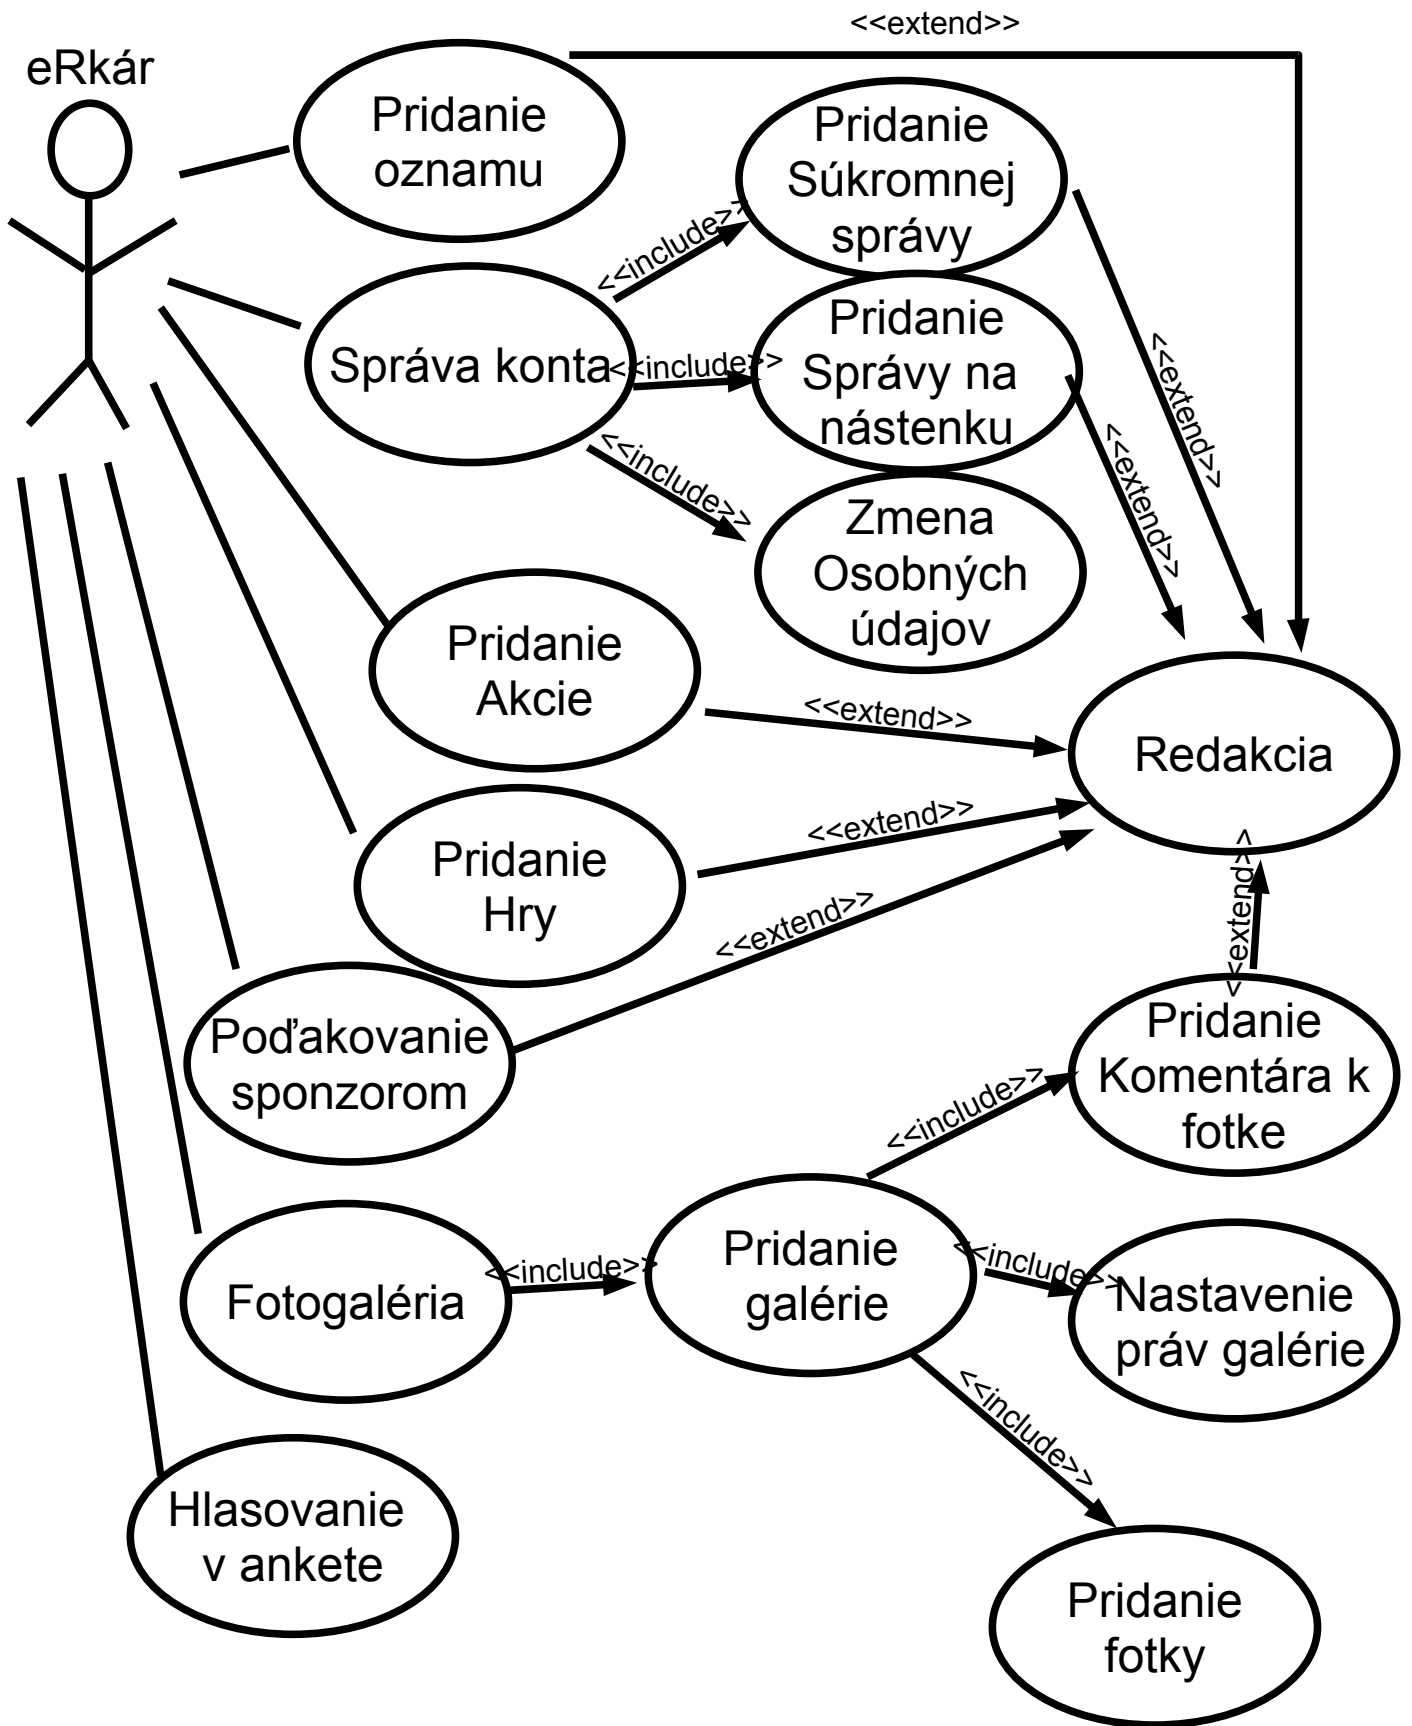 <<extend>>
eRkár
Pridanie
oznamu
Pridanie
Súkromnej
správy
<<include>>
Správa konta
<<include>>
Pridanie
Správy na
nástenku
<<extend>>
<<extend>>
<<include>>
Zmena
Osobných
údajov
Pridanie
Akcie
<<extend>>
Redakcia
Pridanie
Hry
<<extend>>
<<extend>>
<<extend>>
Poďakovanie
sponzorom
Pridanie
Komentára k
fotke
<<include>>
Fotogaléria
<<include>>
Pridanie
galérie
<<include>>
Nastavenie
práv galérie
<<include>>
Hlasovanie
v ankete
Pridanie
fotky